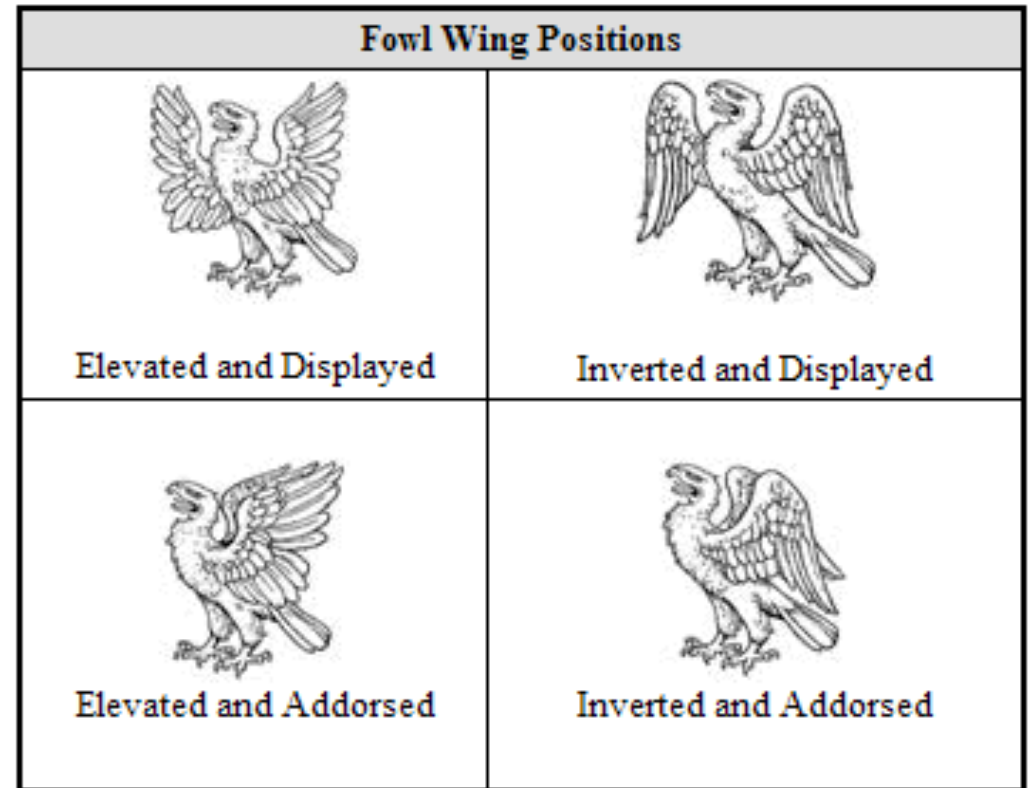 Fowl Wing Positions
Elevated and Displayed
Inverted and Displayed
Elevated and Addorsed
Inverted and Addorsed